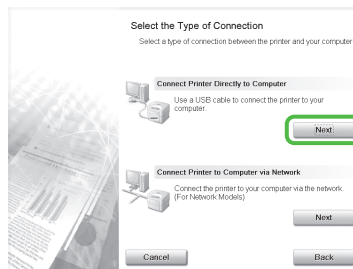 Select the Type of Connection
Select a type of connection between the printer and your computer
Connect Printer Directly to Computer
Use a USB cable to connect the printer to your
computer.
Next
Connect Printer to Computer via Network
Connect the printer to your computer via the network.
(For Network Models)
Next
Cancel
Back